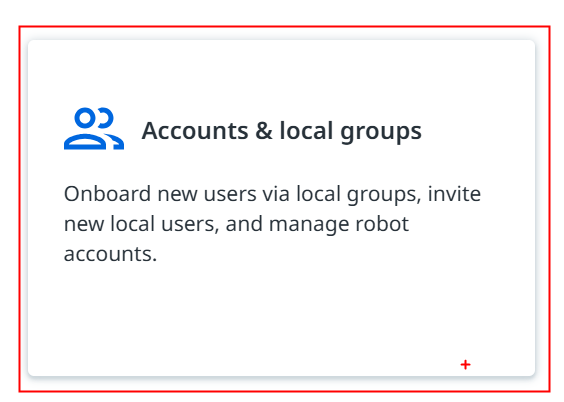 Accounts & local groups
Onboard new users via local groups, invite
new local users, and manage robot
accounts.